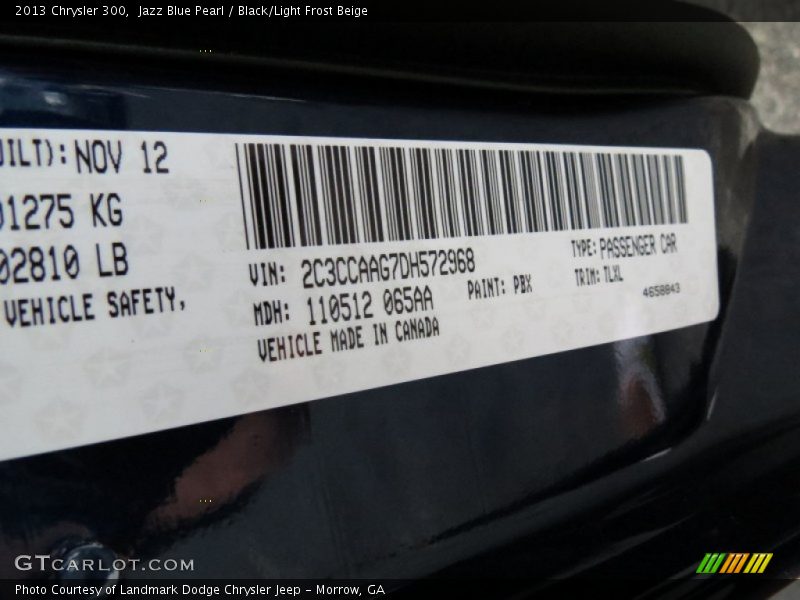 2013 Chrysler 300,  Jazz Blue Pearl / Black/Light Frost Beige
UILT): NOV 12
01275 KG
02810 LB
VEHICLE SAFETY,
VIN: 2C3CCAAG7DH572968
TYPE: PASSENGER CAR
MDH: 110512 065AA
PAINT: PBX
TRIM: TLXL
VEHICLE MADE IN CANADA
4658843
GTCARLOT.COM
Photo Courtesy of Landmark Dodge Chrysler Jeep - Morrow, GA